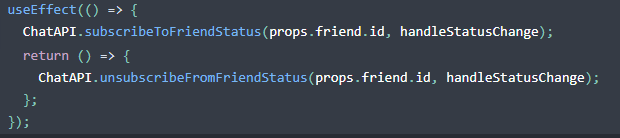 useEffect(() => {
  ChatAPI.subscribeToFriendStatus(props.friend.id, handleStatusChange);
  return () => {
    ChatAPI.unsubscribeFromFriendStatus(props.friend.id, handleStatusChange);
  };
});